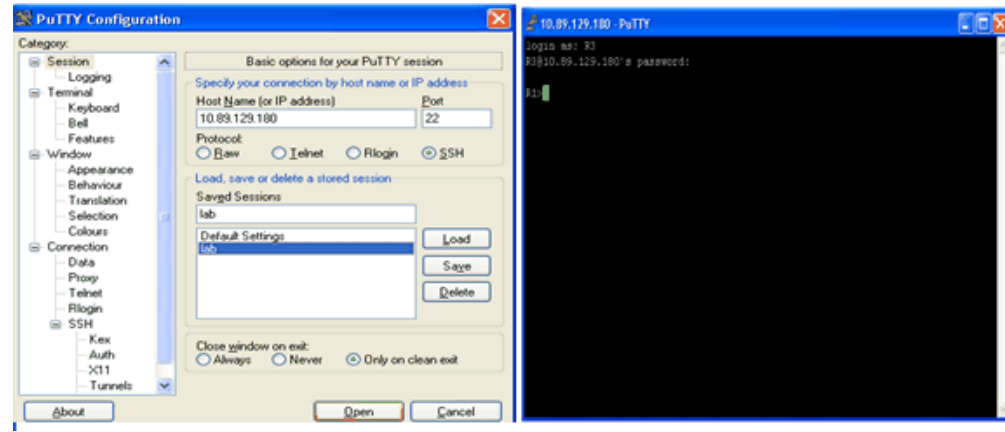 PuTTY Configuration
Category:
Session
Logging
Terminal
Keyboard
Bell
Features
Window
Appearance
Behaviour
Translation
Selection
Colours
Connection
Data
Proxy
Telnet
Rlogin
SSH
Kex
Auth
X11
Tunnels
Basic options for your PuTTY session
Specify your connection by host name or IP address
Host Name (or IP address) Port
10.89.129.180 22
Protocol:
Raw Telnet Rlogin SSH
Load, save or delete a stored session
Saved Sessions
lab
Default Settings
lab
Load
Save
Delete
Close window on exit:
Always Never Only on clean exit
About Open Cancel
10.89.129.180 - PuTTY
login as: R3
R3@10.89.129.180's password:
R3>